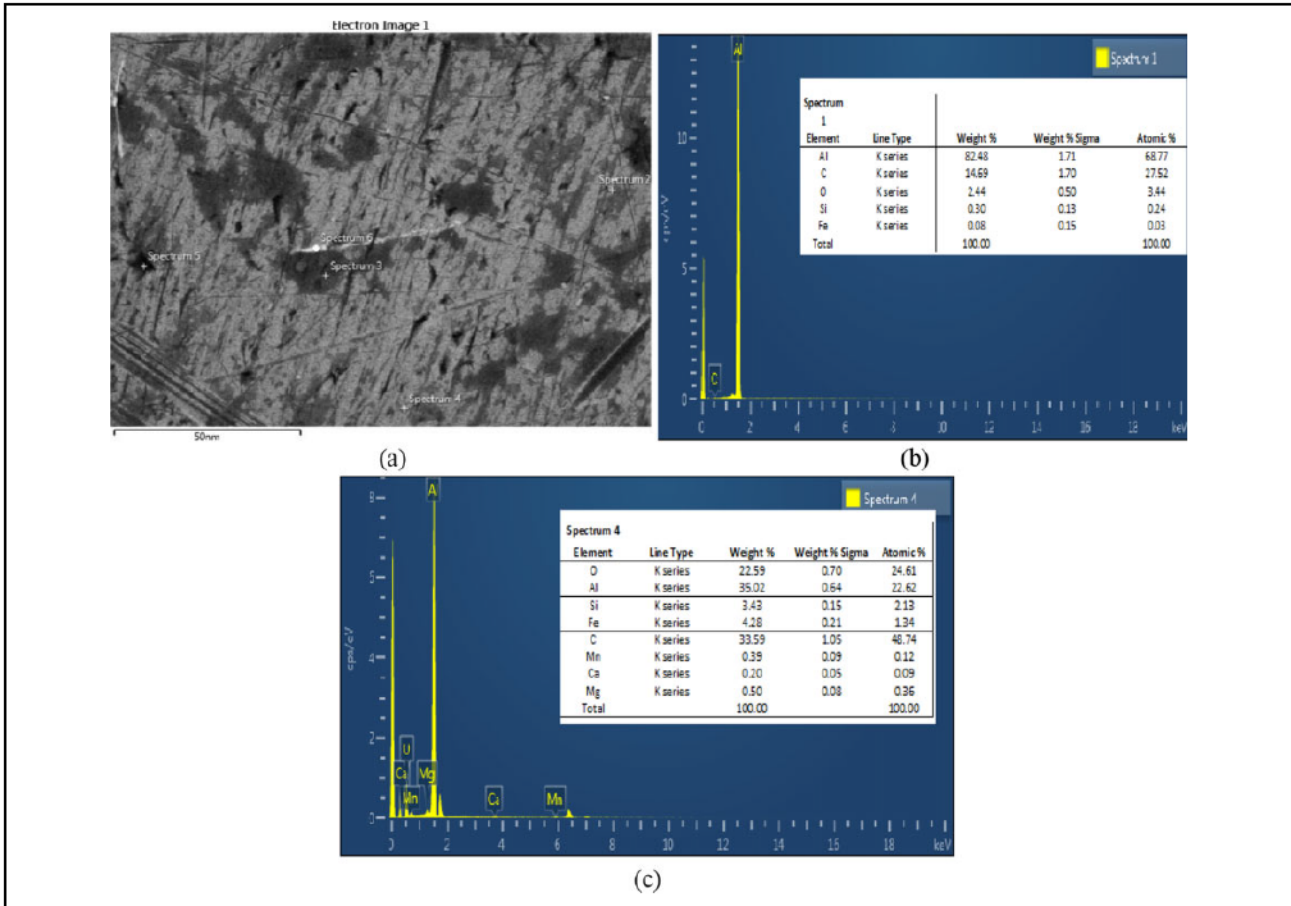 Electron Image 1
Spectrum 2
Spectrum 6
Spectrum 5
Spectrum 3
Spectrum 4
50nm
(a)
Al
Spectrum 1
Spectrum
1
Element Line Type Weight % Weight % Sigma Atomic %
Al K series 82.48 1.71 68.77
C K series 14.69 1.70 27.52
O K series 2.44 0.50 3.44
Si K series 0.30 0.13 0.24
Fe K series 0.08 0.15 0.03
Total 100.00 100.00
10
5
0
cps/eV
0 2 4 6 8 10 12 14 16 18 keV
(b)
A
Spectrum 4
Spectrum 4
Element Line Type Weight % Weight % Sigma Atomic %
O K series 22.59 0.70 24.61
Al K series 35.02 0.64 22.62
Si K series 3.43 0.15 2.13
Fe K series 4.28 0.21 1.34
C K series 33.59 1.05 48.74
Mn K series 0.39 0.09 0.12
Ca K series 0.20 0.05 0.09
Mg K series 0.50 0.08 0.36
Total 100.00 100.00
8
4
2
0
cps/eV
Ca
Mg
Mn
Ca
Mn
0 2 4 6 8 10 12 14 16 18 keV
(c)